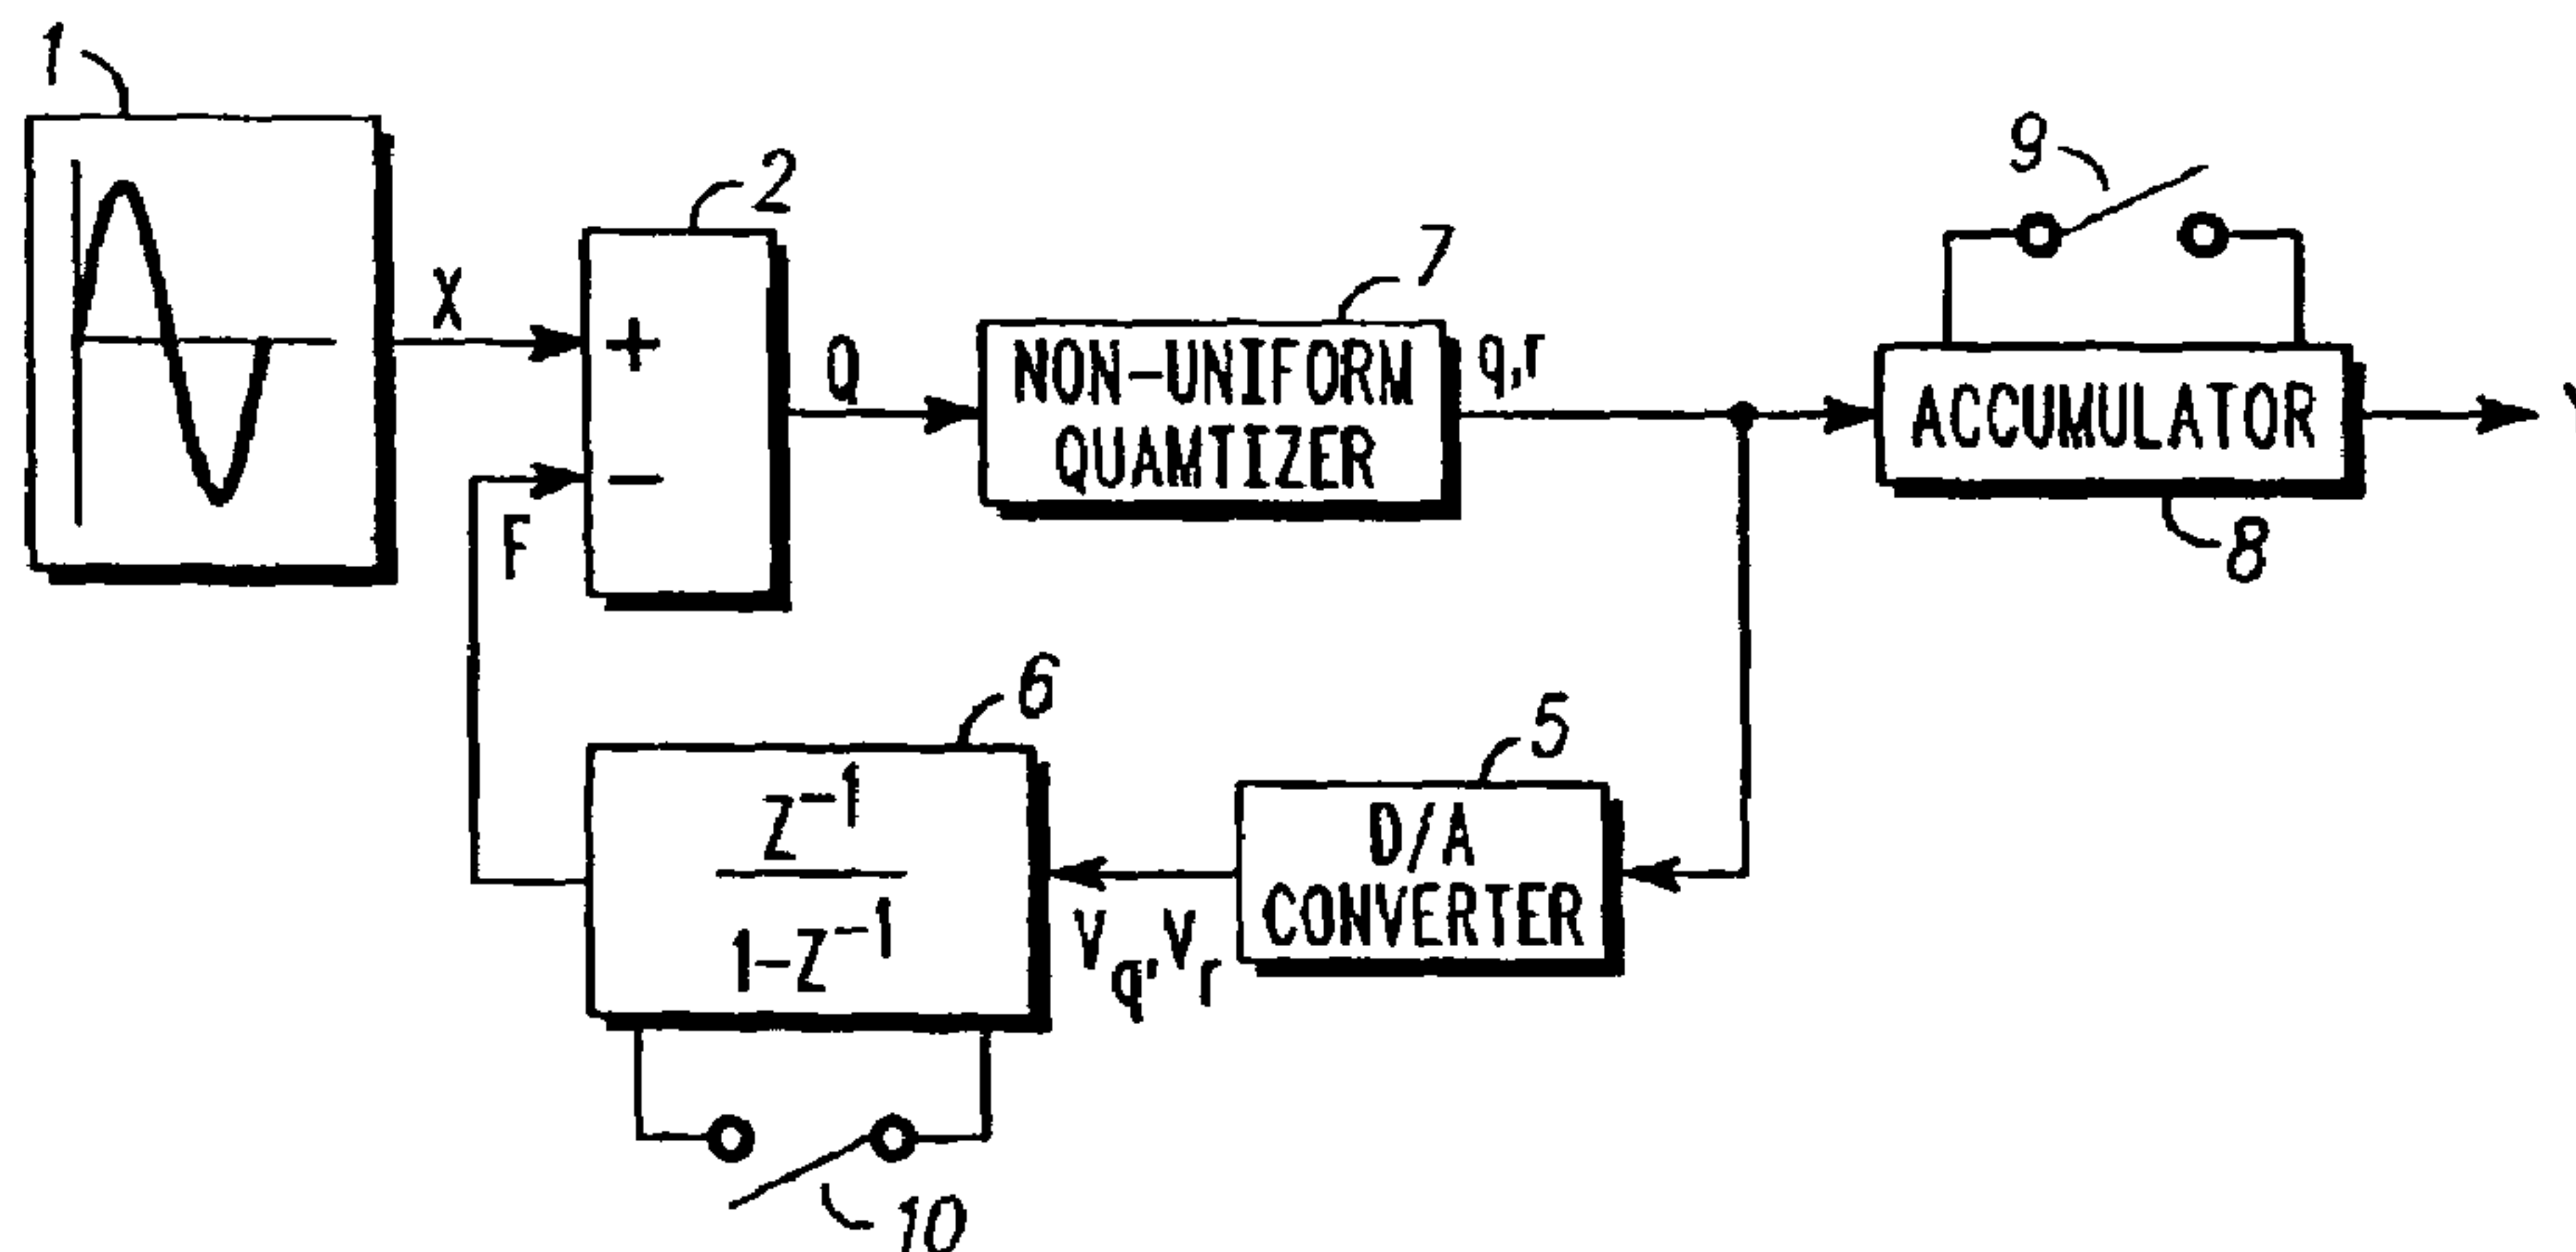 1
X
2
+
−
F
Q
7
NON-UNIFORM
QUAMTIZER
q,r
9
ACCUMULATOR
8
Y
6
Z⁻¹
1−Z⁻¹
10
V_q, V_r
5
D/A
CONVERTER